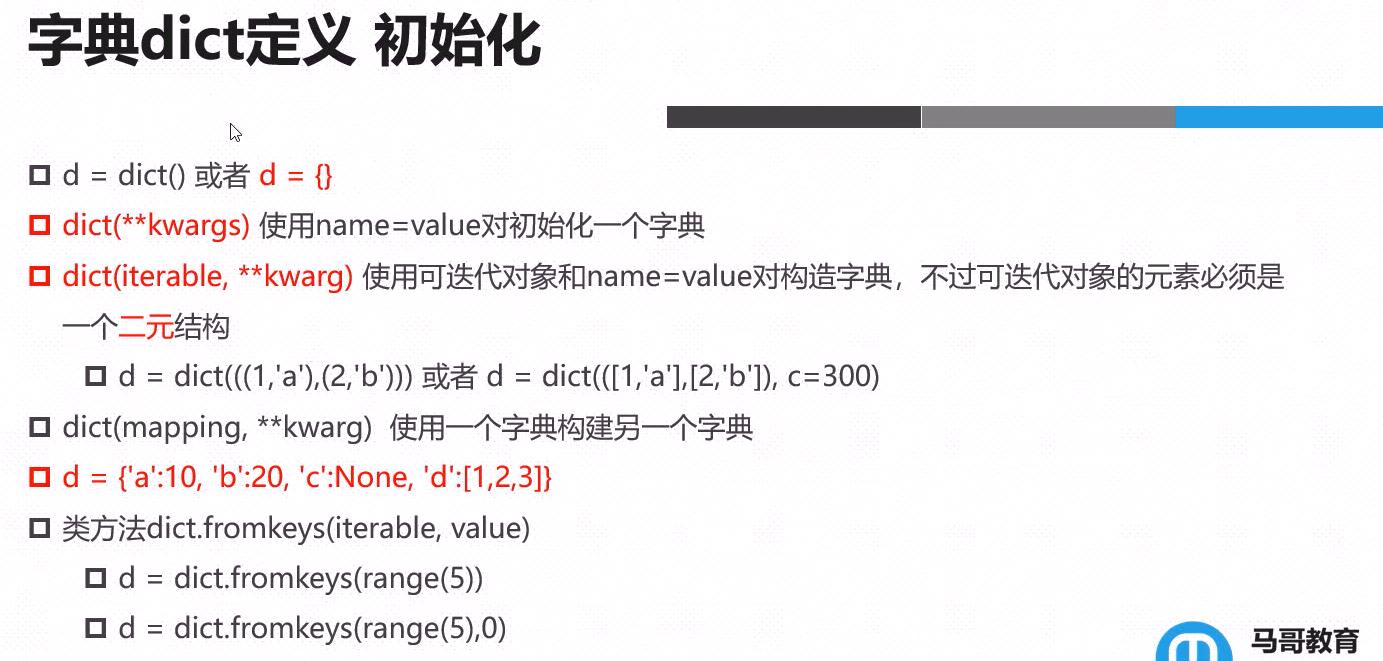 字典dict定义 初始化
d = dict() 或者 d = {}
dict(**kwargs) 使用name=value对初始化一个字典
dict(iterable, **kwarg) 使用可迭代对象和name=value对构造字典，不过可迭代对象的元素必须是
一个二元结构
d = dict(((1,'a'),(2,'b'))) 或者 d = dict(([1,'a'],[2,'b']), c=300)
dict(mapping, **kwarg) 使用一个字典构建另一个字典
d = {'a':10, 'b':20, 'c':None, 'd':[1,2,3]}
类方法dict.fromkeys(iterable, value)
d = dict.fromkeys(range(5))
d = dict.fromkeys(range(5),0)
马哥教育